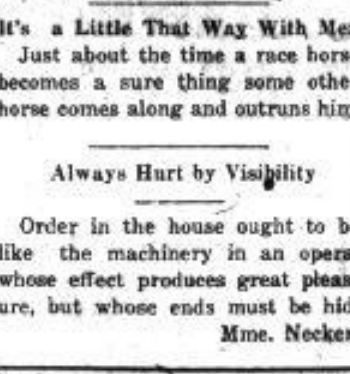 It's a Little That Way With Me
Just about the time a race hors
becomes a sure thing some othe
horse comes along and outruns him
Always Hurt by Visibility
Order in the house ought to b
like the machinery in an opera
whose effect produces great pleas
ure, but whose ends must be hid
Mme. Necker